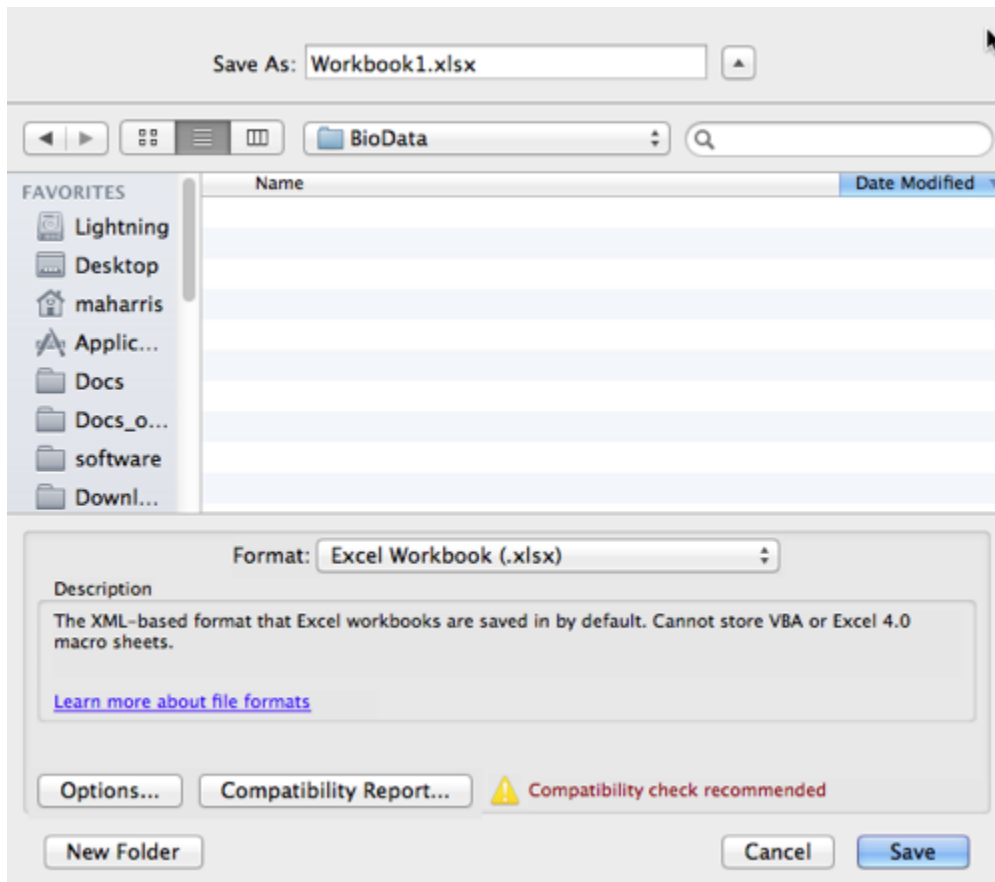 Save As: Workbook1.xlsx
BioData
FAVORITES
Name
Date Modified
Lightning
Desktop
maharris
Applic...
Docs
Docs_o...
software
Downl...
Format: Excel Workbook (.xlsx)
Description
The XML-based format that Excel workbooks are saved in by default. Cannot store VBA or Excel 4.0
macro sheets.
Learn more about file formats
Options...
Compatibility Report...
Compatibility check recommended
New Folder
Cancel
Save